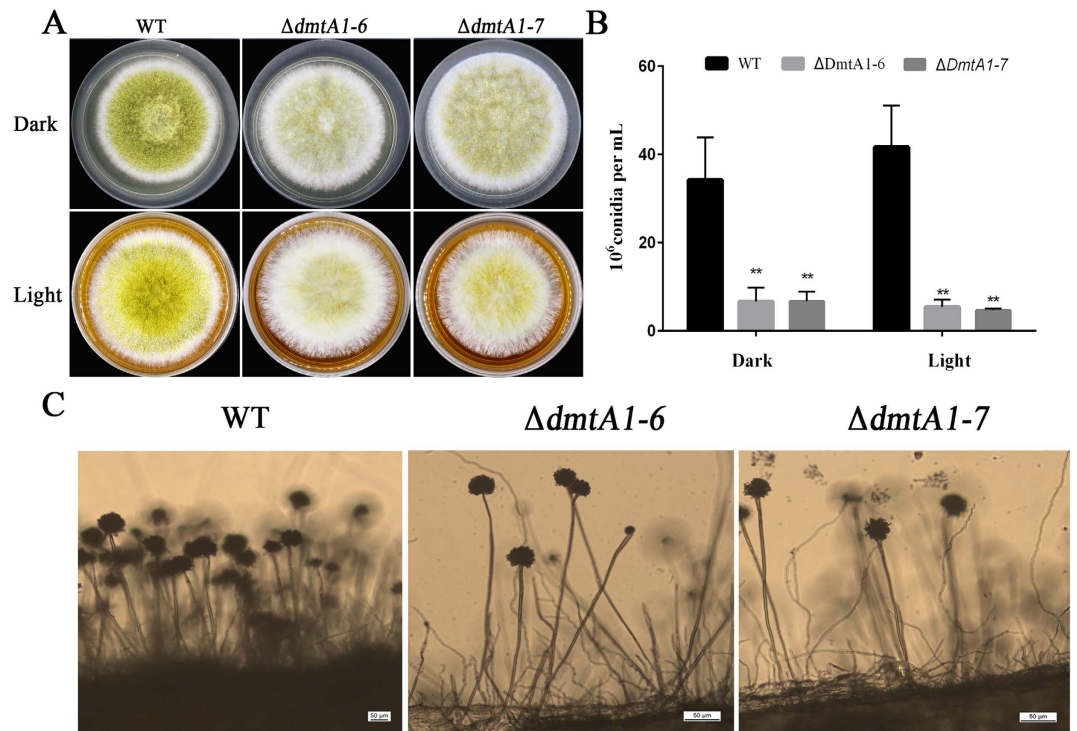 A
WT
ΔdmtA1-6
ΔdmtA1-7
Dark
Light
B
WT
ΔDmtA1-6
ΔDmtA1-7
10⁶conidia per mL
60
40
20
0
**
**
**
**
Dark
Light
C
WT
ΔdmtA1-6
ΔdmtA1-7
50 μm
50 μm
50 μm